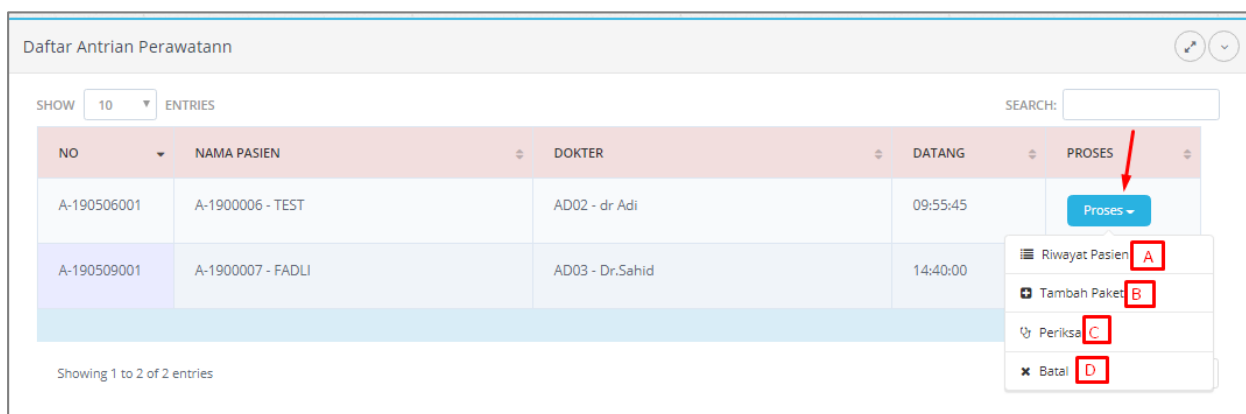 Daftar Antrian Perawatann
SHOW 10 ENTRIES SEARCH:
NO NAMA PASIEN DOKTER DATANG PROSES
A-190506001 A-1900006 - TEST AD02 - dr Adi 09:55:45 Proses
A-190509001 A-1900007 - FADLI AD03 - Dr.Sahid 14:40:00
Riwayat Pasien A
Tambah Paket B
Periksa C
Batal D
Showing 1 to 2 of 2 entries